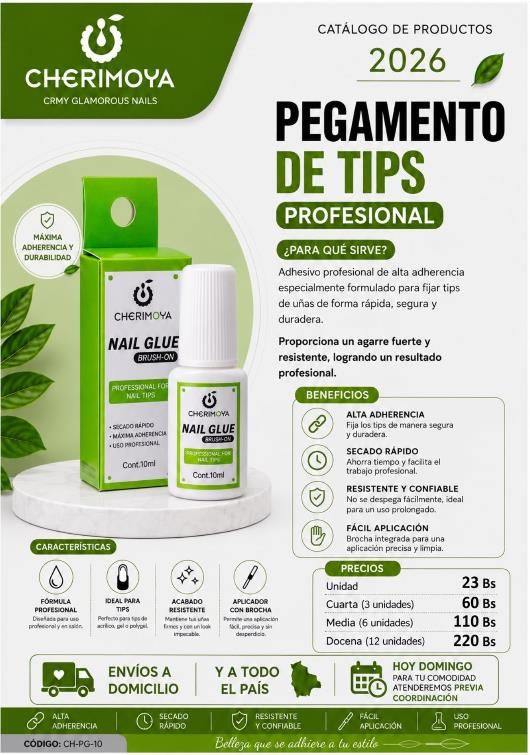 CHERIMOYA
CRMY GLAMOROUS NAILS
CATÁLOGO DE PRODUCTOS
2026
PEGAMENTO
DE TIPS
PROFESIONAL
MÁXIMA
ADHERENCIA Y
DURABILIDAD
¿PARA QUÉ SIRVE?
Adhesivo profesional de alta adherencia
especialmente formulado para fijar tips
de uñas de forma rápida, segura y
duradera.
Proporciona un agarre fuerte y
resistente, logrando un resultado
profesional.
CHERIMOYA
NAIL GLUE
BRUSH-ON
PROFESSIONAL FOR
NAIL TIPS
• SECADO RÁPIDO
• MÁXIMA ADHERENCIA
• USO PROFESIONAL
Cont.10ml
CHERIMOYA
NAIL GLUE
BRUSH-ON
PROFESSIONAL FOR
NAIL TIPS
Cont.10ml
BENEFICIOS
ALTA ADHERENCIA
Fija los tips de manera segura
y duradera.
SECADO RÁPIDO
Ahorra tiempo y facilita el
trabajo profesional.
RESISTENTE Y CONFIABLE
No se despega fácilmente, ideal
para un uso prolongado.
FÁCIL APLICACIÓN
Brocha integrada para una
aplicación precisa y limpia.
CARACTERÍSTICAS
FÓRMULA
PROFESIONAL
Diseñada para uso
profesional y en salón.
IDEAL PARA
TIPS
Perfecto para tips de
acrílico, gel o polygel.
ACABADO
RESISTENTE
Mantiene tus uñas
firmes y con un look
impecable.
APLICADOR
CON BROCHA
Permite una aplicación
fácil, precisa y sin
desperdicio.
PRECIOS
Unidad 23 Bs
Cuarta (3 unidades) 60 Bs
Media (6 unidades) 110 Bs
Docena (12 unidades) 220 Bs
ENVÍOS A
DOMICILIO
Y A TODO
EL PAÍS
HOY DOMINGO
PARA TU COMODIDAD
ATENDEREMOS PREVIA
COORDINACIÓN
ALTA
ADHERENCIA
SECADO
RÁPIDO
RESISTENTE
Y CONFIABLE
FÁCIL
APLICACIÓN
USO
PROFESIONAL
CÓDIGO: CH-PG-10
Belleza que se adhiere a tu estilo